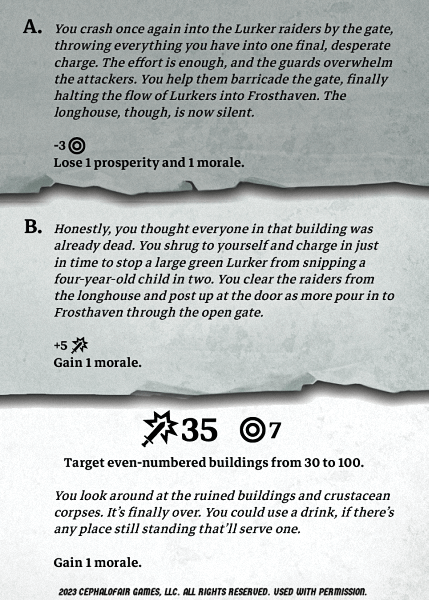 A. You crash once again into the Lurker raiders by the gate,
throwing everything you have into one final, desperate
charge. The effort is enough, and the guards overwhelm
the attackers. You help them barricade the gate, finally
halting the flow of Lurkers into Frosthaven. The
longhouse, though, is now silent.
-3
Lose 1 prosperity and 1 morale.
B. Honestly, you thought everyone in that building was
already dead. You shrug to yourself and charge in just
in time to stop a large green Lurker from snipping a
four-year-old child in two. You clear the raiders from
the longhouse and post up at the door as more pour in to
Frosthaven through the open gate.
+5
Gain 1 morale.
35 7
Target even-numbered buildings from 30 to 100.
You look around at the ruined buildings and crustacean
corpses. It's finally over. You could use a drink, if there's
any place still standing that'll serve one.
Gain 1 morale.
2023 CEPHALOFAIR GAMES, LLC. ALL RIGHTS RESERVED. USED WITH PERMISSION.